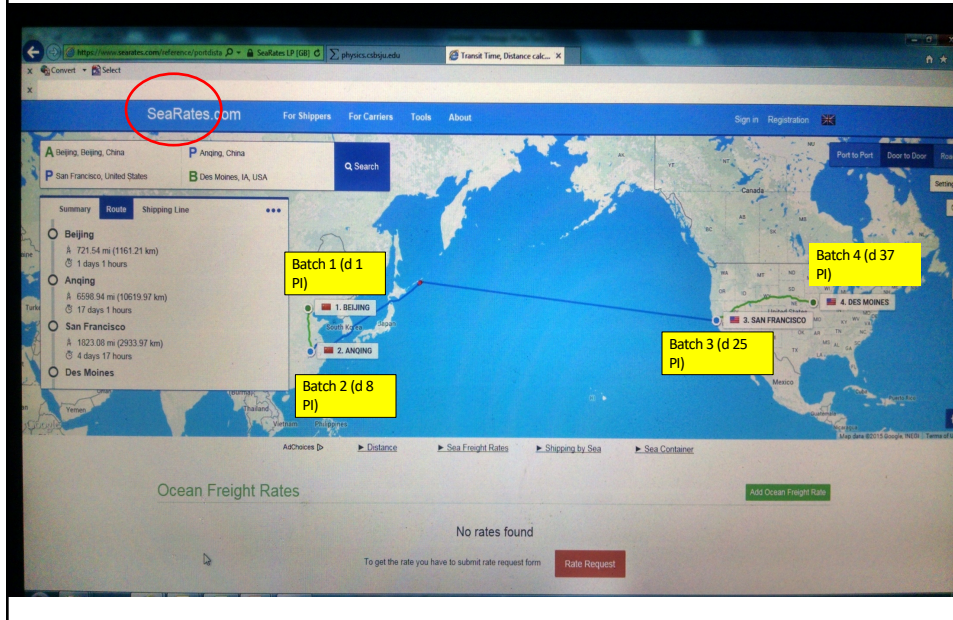 https://www.searates.com/reference/portdista
SeaRates LP [GB]
physics.csbsju.edu
Transit Time, Distance calc...
x Convert Select
x
SeaRates.com For Shippers For Carriers Tools About Sign in Registration
A Beijing, Beijing, China P Anqing, China Search
P San Francisco, United States B Des Moines, IA, USA
Port to Port Door to Door
Summary Route Shipping Line
Beijing
721.54 mi (1161.21 km)
1 days 1 hours
Anqing
6598.94 mi (10619.97 km)
17 days 1 hours
San Francisco
1823.08 mi (2933.97 km)
4 days 17 hours
Des Moines
Batch 1 (d 1
PI)
1. BEIJING
2. ANQING
Batch 2 (d 8
PI)
Batch 4 (d 37
PI)
4. DES MOINES
3. SAN FRANCISCO
Batch 3 (d 25
PI)
Canada
United States
Mexico
South Korea
Japan
Yemen
Thailand
Vietnam
Philippines
Puerto Rico
AdChoices Distance Sea Freight Rates Shipping by Sea Sea Container
Ocean Freight Rates
Add Ocean Freight Rate
No rates found
To get the rate you have to submit rate request form Rate Request